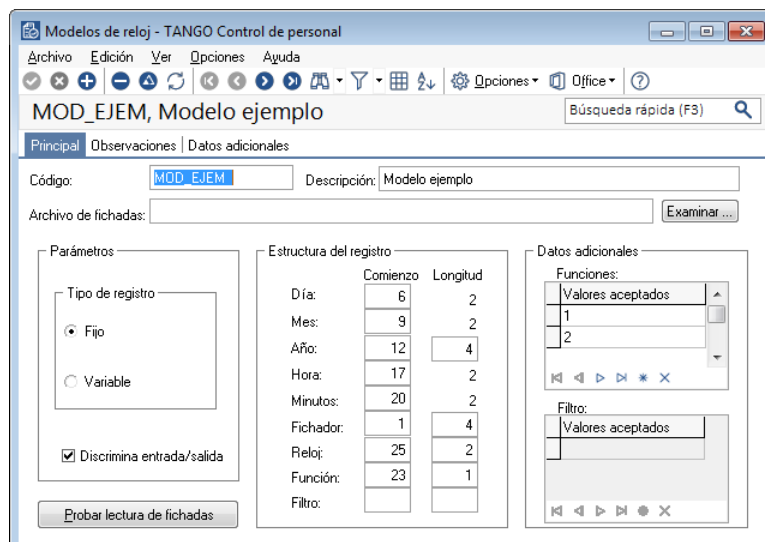 Modelos de reloj - TANGO Control de personal
Archivo Edición Ver Opciones Ayuda
Opciones Office
MOD_EJEM, Modelo ejemplo
Búsqueda rápida (F3)
Principal Observaciones Datos adicionales
Código: MOD_EJEM Descripción: Modelo ejemplo
Archivo de fichadas: Examinar ...
Parámetros
Tipo de registro
Fijo
Variable
Discrimina entrada/salida
Probar lectura de fichadas
Estructura del registro
Comienzo Longitud
Día: 6 2
Mes: 9 2
Año: 12 4
Hora: 17 2
Minutos: 20 2
Fichador: 1 4
Reloj: 25 2
Función: 23 1
Filtro:
Datos adicionales
Funciones:
Valores aceptados
1
2
Filtro:
Valores aceptados